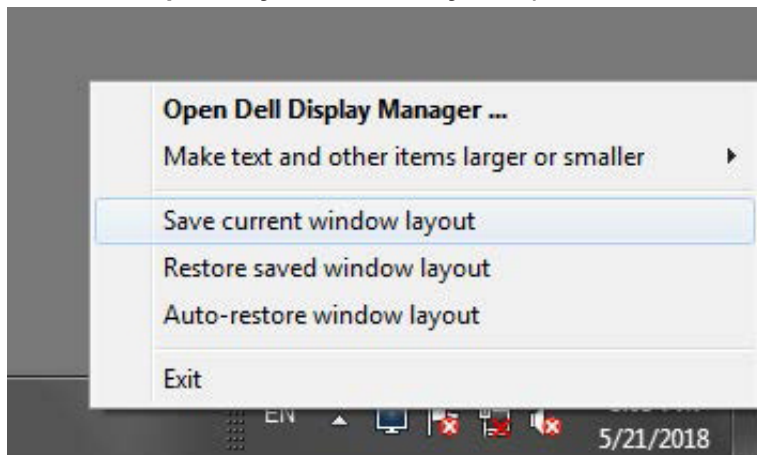 Open Dell Display Manager ...
Make text and other items larger or smaller
Save current window layout
Restore saved window layout
Auto-restore window layout
Exit
EN
5/21/2018